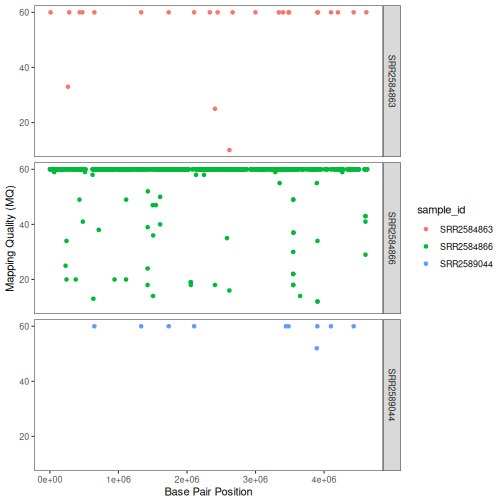 60
40
20
SRR2584863
60
40
20
SRR2584866
60
40
20
SRR2589044
Mapping Quality (MQ)
0e+00 1e+06 2e+06 3e+06 4e+06
Base Pair Position
sample_id
SRR2584863
SRR2584866
SRR2589044